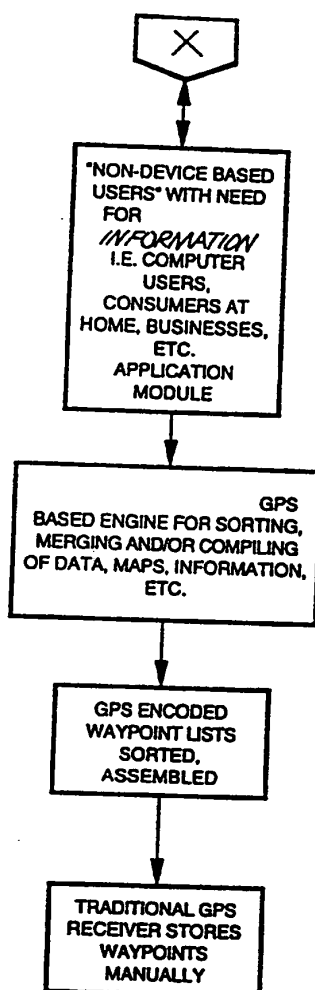 X
"NON-DEVICE BASED
USERS" WITH NEED
FOR
INFORMATION
I.E. COMPUTER
USERS,
CONSUMERS AT
HOME, BUSINESSES,
ETC.
APPLICATION
MODULE
GPS
BASED ENGINE FOR SORTING,
MERGING AND/OR COMPILING
OF DATA, MAPS, INFORMATION,
ETC.
GPS ENCODED
WAYPOINT LISTS
SORTED,
ASSEMBLED
TRADITIONAL GPS
RECEIVER STORES
WAYPOINTS
MANUALLY